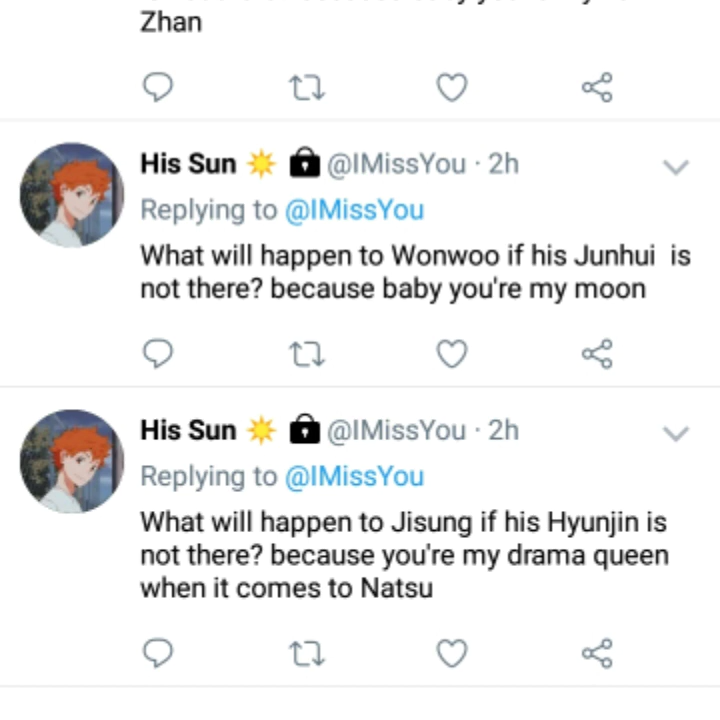 Zhan
His Sun ☀️ 🔒 @IMissYou · 2h
Replying to @IMissYou
What will happen to Wonwoo if his Junhui is
not there? because baby you're my moon
His Sun ☀️ 🔒 @IMissYou · 2h
Replying to @IMissYou
What will happen to Jisung if his Hyunjin is
not there? because you're my drama queen
when it comes to Natsu